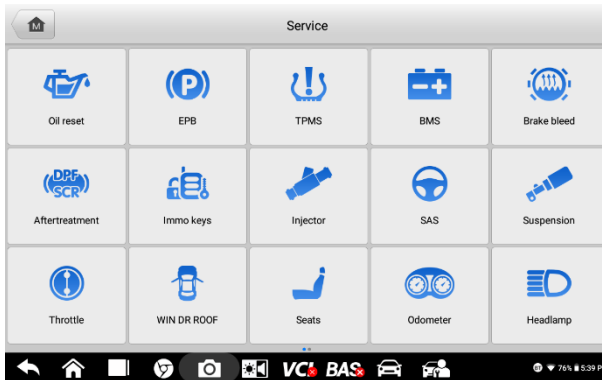 M
Service
Oil reset
EPB
TPMS
BMS
Brake bleed
DPF
SCR
Aftertreatment
Immo keys
Injector
SAS
Suspension
Throttle
WIN DR ROOF
Seats
Odometer
Headlamp
VCI BAS 76% 5:39 P